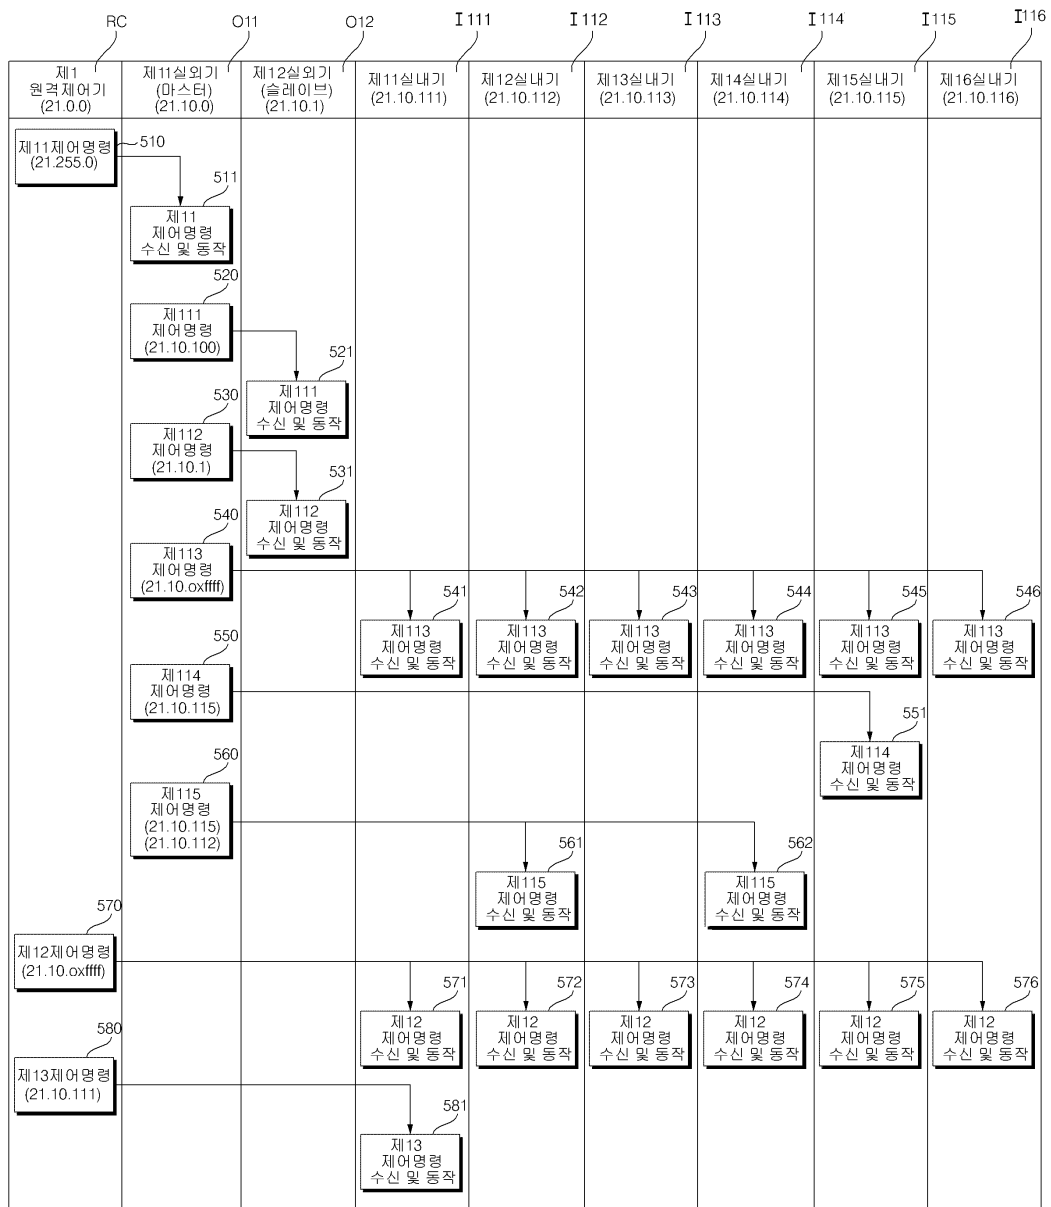 RC
O11
O12
I111
I112
I113
I114
I115
I116
제1
원격제어기
(21.0.0)
제11실외기
(마스터)
(21.10.0)
제12실외기
(슬레이브)
(21.10.1)
제11실내기
(21.10.111)
제12실내기
(21.10.112)
제13실내기
(21.10.113)
제14실내기
(21.10.114)
제15실내기
(21.10.115)
제16실내기
(21.10.116)
제11제어명령
(21.255.0)
510
511
제11
제어명령
수신 및 동작
520
제111
제어명령
(21.10.100)
521
제111
제어명령
수신 및 동작
530
제112
제어명령
(21.10.1)
531
제112
제어명령
수신 및 동작
540
제113
제어명령
(21.10.oxffff)
541
제113
제어명령
수신 및 동작
542
제113
제어명령
수신 및 동작
543
제113
제어명령
수신 및 동작
544
제113
제어명령
수신 및 동작
545
제113
제어명령
수신 및 동작
546
제113
제어명령
수신 및 동작
550
제114
제어명령
(21.10.115)
551
제114
제어명령
수신 및 동작
560
제115
제어명령
(21.10.115)
(21.10.112)
561
제115
제어명령
수신 및 동작
562
제115
제어명령
수신 및 동작
570
제12제어명령
(21.10.oxffff)
571
제12
제어명령
수신 및 동작
572
제12
제어명령
수신 및 동작
573
제12
제어명령
수신 및 동작
574
제12
제어명령
수신 및 동작
575
제12
제어명령
수신 및 동작
576
제12
제어명령
수신 및 동작
580
제13제어명령
(21.10.111)
581
제13
제어명령
수신 및 동작